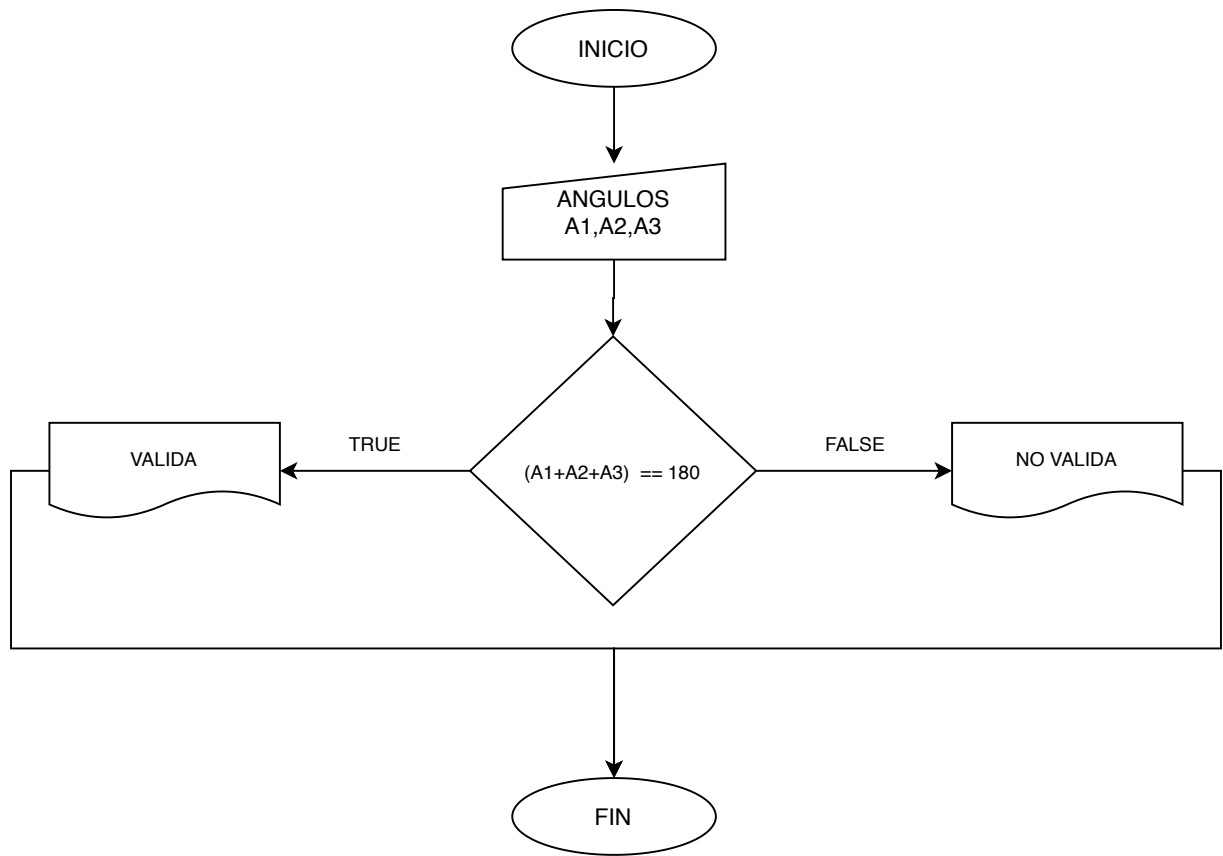 INICIO
ANGULOS
A1,A2,A3
TRUE
FALSE
VALIDA
(A1+A2+A3) == 180
NO VALIDA
FIN